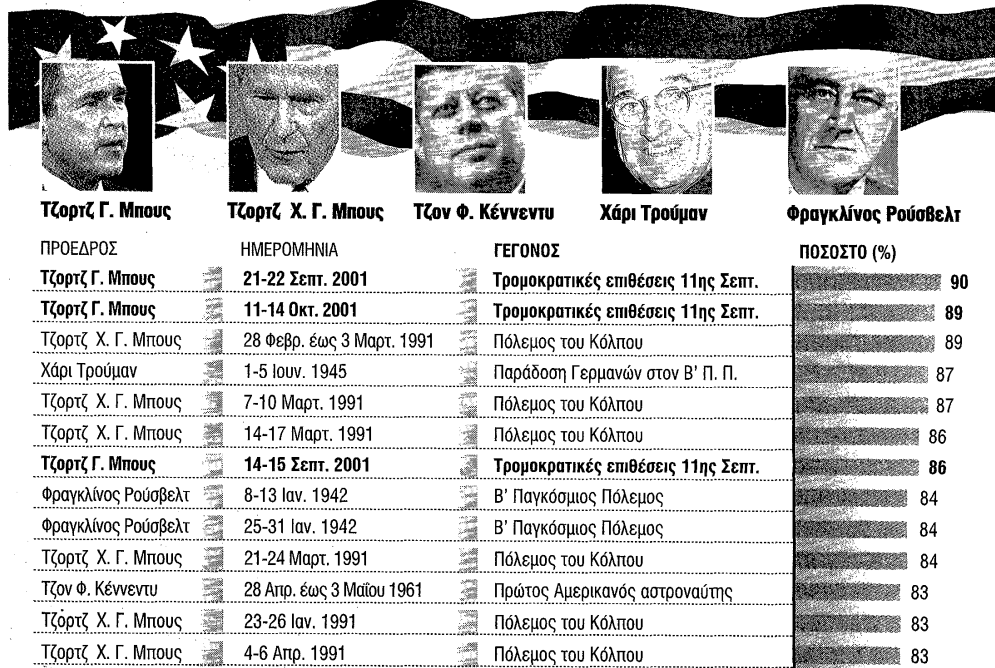 Τζορτζ Γ. Μπους Τζορτζ Χ. Γ. Μπους Τζον Φ. Κέννεντυ Χάρι Τρούμαν Φραγκλίνος Ρούσβελτ
ΠΡΟΕΔΡΟΣ ΗΜΕΡΟΜΗΝΙΑ ΓΕΓΟΝΟΣ ΠΟΣΟΣΤΟ (%)
Τζορτζ Γ. Μπους 21-22 Σεπτ. 2001 Τρομοκρατικές επιθέσεις 11ης Σεπτ. 90
Τζορτζ Γ. Μπους 11-14 Οκτ. 2001 Τρομοκρατικές επιθέσεις 11ης Σεπτ. 89
Τζορτζ Χ. Γ. Μπους 28 Φεβρ. έως 3 Μαρτ. 1991 Πόλεμος του Κόλπου 89
Χάρι Τρούμαν 1-5 Ιουν. 1945 Παράδοση Γερμανών στον Β' Π. Π. 87
Τζορτζ Χ. Γ. Μπους 7-10 Μαρτ. 1991 Πόλεμος του Κόλπου 87
Τζορτζ Χ. Γ. Μπους 14-17 Μαρτ. 1991 Πόλεμος του Κόλπου 86
Τζορτζ Γ. Μπους 14-15 Σεπτ. 2001 Τρομοκρατικές επιθέσεις 11ης Σεπτ. 86
Φραγκλίνος Ρούσβελτ 8-13 Ιαν. 1942 Β' Παγκόσμιος Πόλεμος 84
Φραγκλίνος Ρούσβελτ 25-31 Ιαν. 1942 Β' Παγκόσμιος Πόλεμος 84
Τζορτζ Χ. Γ. Μπους 21-24 Μαρτ. 1991 Πόλεμος του Κόλπου 84
Τζον Φ. Κέννεντυ 28 Απρ. έως 3 Μαΐου 1961 Πρώτος Αμερικανός αστροναύτης 83
Τζορτζ Χ. Γ. Μπους 23-26 Ιαν. 1991 Πόλεμος του Κόλπου 83
Τζορτζ Χ. Γ. Μπους 4-6 Απρ. 1991 Πόλεμος του Κόλπου 83